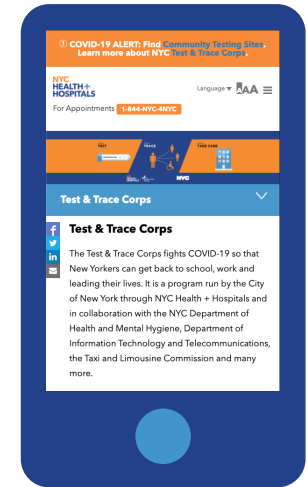 COVID-19 ALERT: Find Community Testing Sites.
Learn more about NYC Test & Trace Corps.
NYC
HEALTH+
HOSPITALS
Language
AAA
For Appointments 1-844-NYC-4NYC
TEST
TRACE
TAKE CARE
NYC
Test & Trace Corps
Test & Trace Corps
The Test & Trace Corps fights COVID-19 so that
New Yorkers can get back to school, work and
leading their lives. It is a program run by the City
of New York through NYC Health + Hospitals and
in collaboration with the NYC Department of
Health and Mental Hygiene, Department of
Information Technology and Telecommunications,
the Taxi and Limousine Commission and many
more.